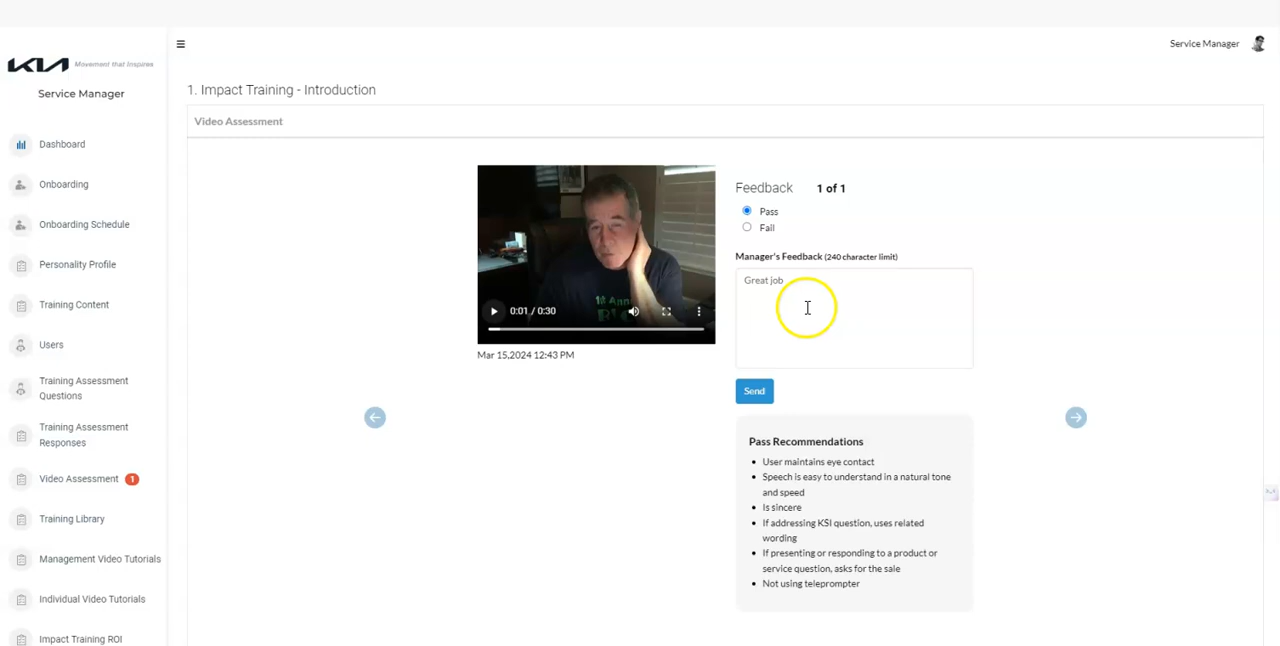 KIA Movement that Inspires
Service Manager
Service Manager
Dashboard
Onboarding
Onboarding Schedule
Personality Profile
Training Content
Users
Training Assessment
Questions
Training Assessment
Responses
Video Assessment 1
Training Library
Management Video Tutorials
Individual Video Tutorials
Impact Training ROI
1. Impact Training - Introduction
Video Assessment
0:01 / 0:30
Mar 15,2024 12:43 PM
Feedback 1 of 1
Pass
Fail
Manager's Feedback (240 character limit)
Great job
Send
Pass Recommendations
User maintains eye contact
Speech is easy to understand in a natural tone
and speed
Is sincere
If addressing KSI question, uses related
wording
If presenting or responding to a product or
service question, asks for the sale
Not using teleprompter